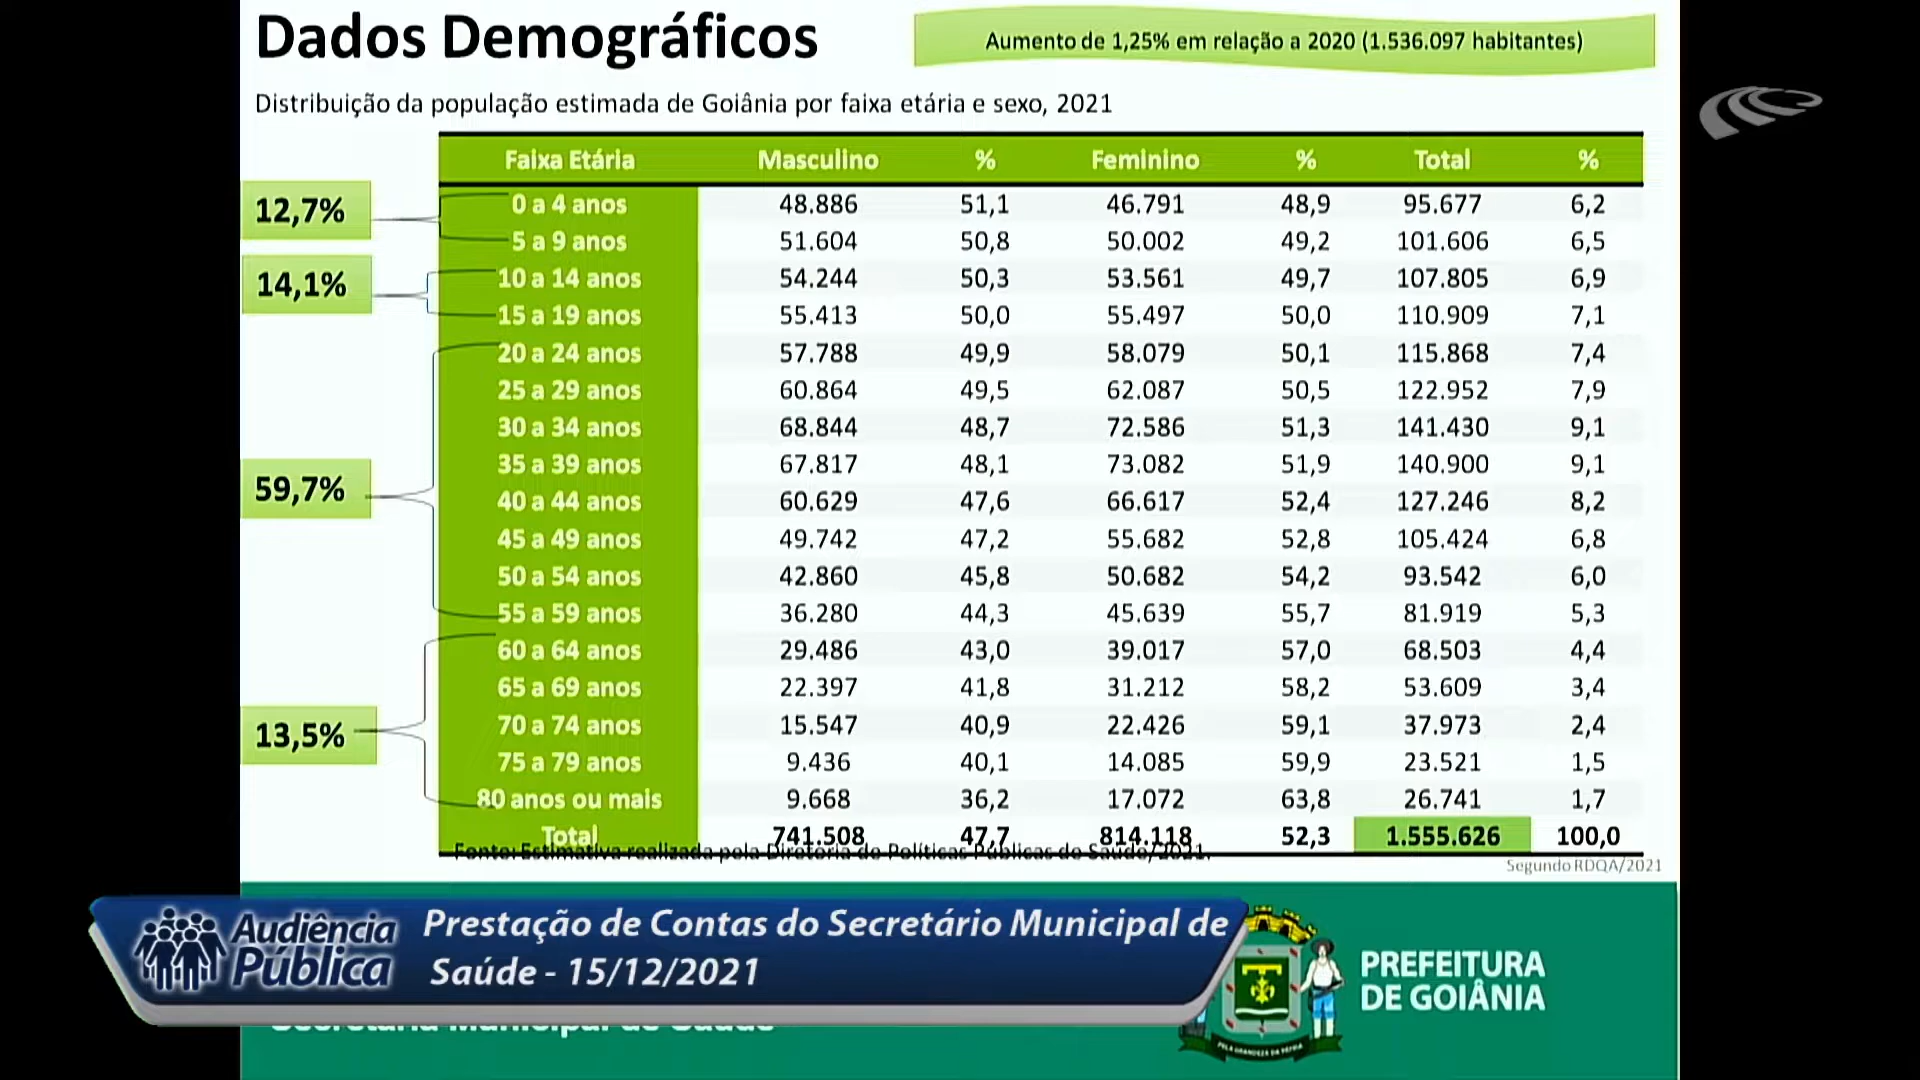 Dados Demográficos
Aumento de 1,25% em relação a 2020 (1.536.097 habitantes)
Distribuição da população estimada de Goiânia por faixa etária e sexo, 2021
Faixa Etária Masculino % Feminino % Total %
12,7%
0 a 4 anos 48.886 51,1 46.791 48,9 95.677 6,2
5 a 9 anos 51.604 50,8 50.002 49,2 101.606 6,5
14,1%
10 a 14 anos 54.244 50,3 53.561 49,7 107.805 6,9
15 a 19 anos 55.413 50,0 55.497 50,0 110.909 7,1
20 a 24 anos 57.788 49,9 58.079 50,1 115.868 7,4
25 a 29 anos 60.864 49,5 62.087 50,5 122.952 7,9
30 a 34 anos 68.844 48,7 72.586 51,3 141.430 9,1
35 a 39 anos 67.817 48,1 73.082 51,9 140.900 9,1
59,7%
40 a 44 anos 60.629 47,6 66.617 52,4 127.246 8,2
45 a 49 anos 49.742 47,2 55.682 52,8 105.424 6,8
50 a 54 anos 42.860 45,8 50.682 54,2 93.542 6,0
55 a 59 anos 36.280 44,3 45.639 55,7 81.919 5,3
60 a 64 anos 29.486 43,0 39.017 57,0 68.503 4,4
65 a 69 anos 22.397 41,8 31.212 58,2 53.609 3,4
13,5%
70 a 74 anos 15.547 40,9 22.426 59,1 37.973 2,4
75 a 79 anos 9.436 40,1 14.085 59,9 23.521 1,5
80 anos ou mais 9.668 36,2 17.072 63,8 26.741 1,7
Total 741.508 47,7 814.118 52,3 1.555.626 100,0
Fonte: Estimativa realizada pela Diretoria de Políticas Públicas de Saúde/2021.
Segundo RDQA/2021
Audiência
Pública
Prestação de Contas do Secretário Municipal de
Saúde - 15/12/2021
Secretaria Municipal de Saúde
PELA GRANDEZA DA PATRIA
PREFEITURA
DE GOIÂNIA